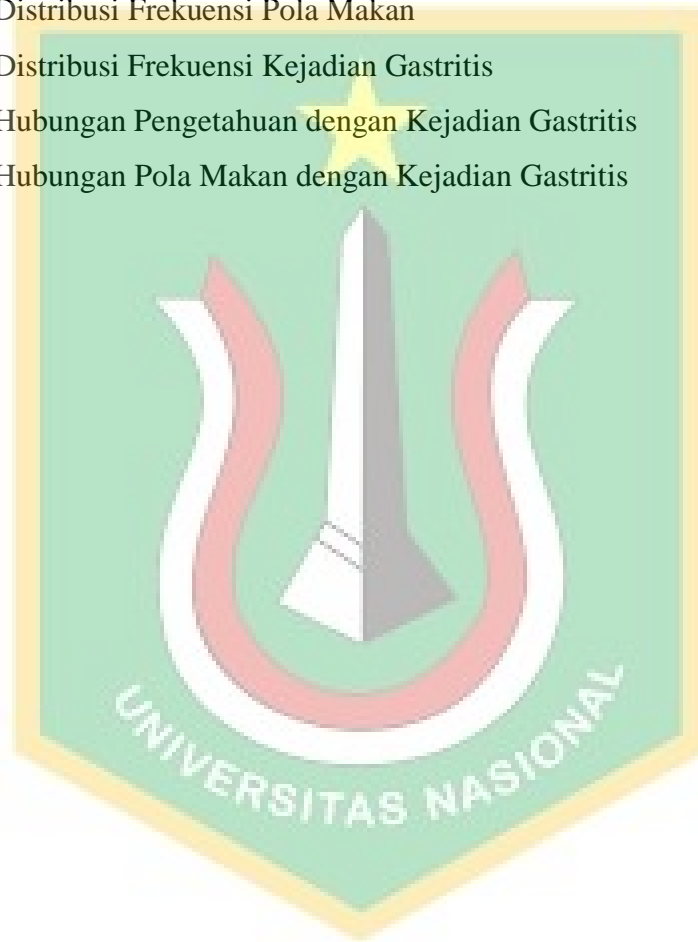 Distribusi Frekuensi Pola Makan
Distribusi Frekuensi Kejadian Gastritis
Hubungan Pengetahuan dengan Kejadian Gastritis
Hubungan Pola Makan dengan Kejadian Gastritis
UNIVERSITAS NASIONAL